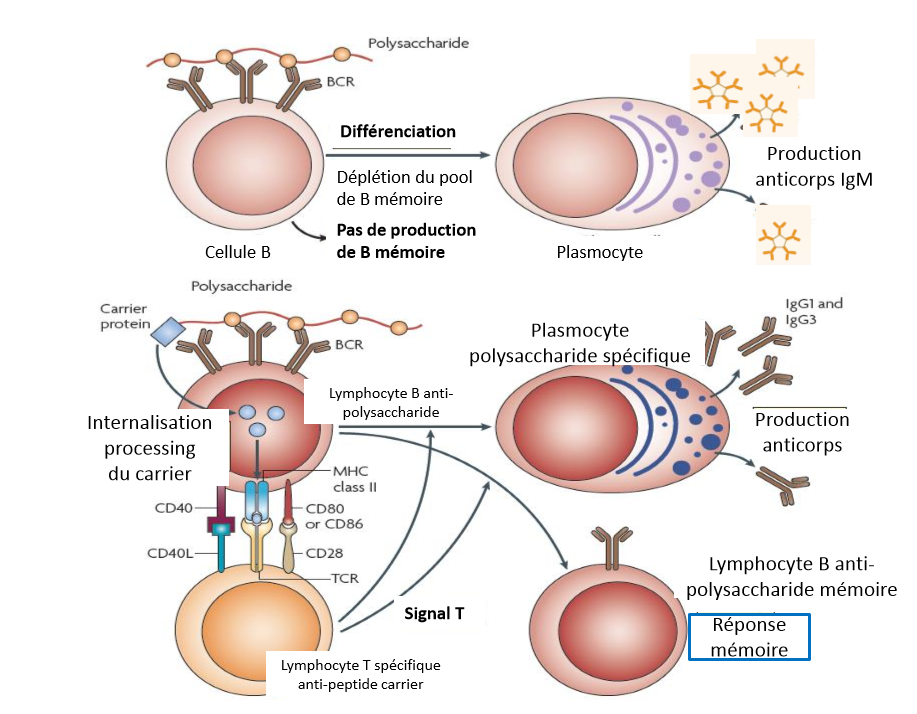 Polysaccharide
BCR
Différenciation
Déplétion du pool
de B mémoire
Pas de production
de B mémoire
Cellule B
Plasmocyte
Production
anticorps IgM
Polysaccharide
Carrier
protein
BCR
Internalisation
processing
du carrier
Lymphocyte B anti-
polysaccharide
Plasmocyte
polysaccharide spécifique
IgG1 and
IgG3
Production
anticorps
MHC
class II
CD40
CD80
or CD86
CD40L
CD28
TCR
Signal T
Lymphocyte T spécifique
anti-peptide carrier
Lymphocyte B anti-
polysaccharide mémoire
Réponse
mémoire